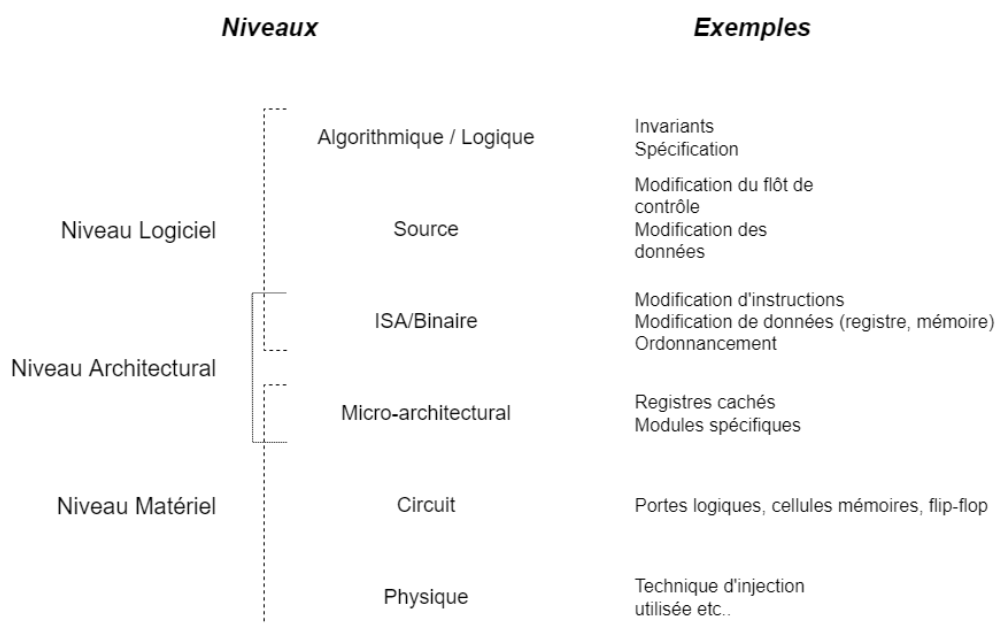 Niveaux
Exemples
Algorithmique / Logique
Invariants
Spécification
Niveau Logiciel
Source
Modification du flôt de
contrôle
Modification des
données
ISA/Binaire
Modification d'instructions
Modification de données (registre, mémoire)
Ordonnancement
Niveau Architectural
Micro-architectural
Registres cachés
Modules spécifiques
Niveau Matériel
Circuit
Portes logiques, cellules mémoires, flip-flop
Physique
Technique d'injection
utilisée etc..